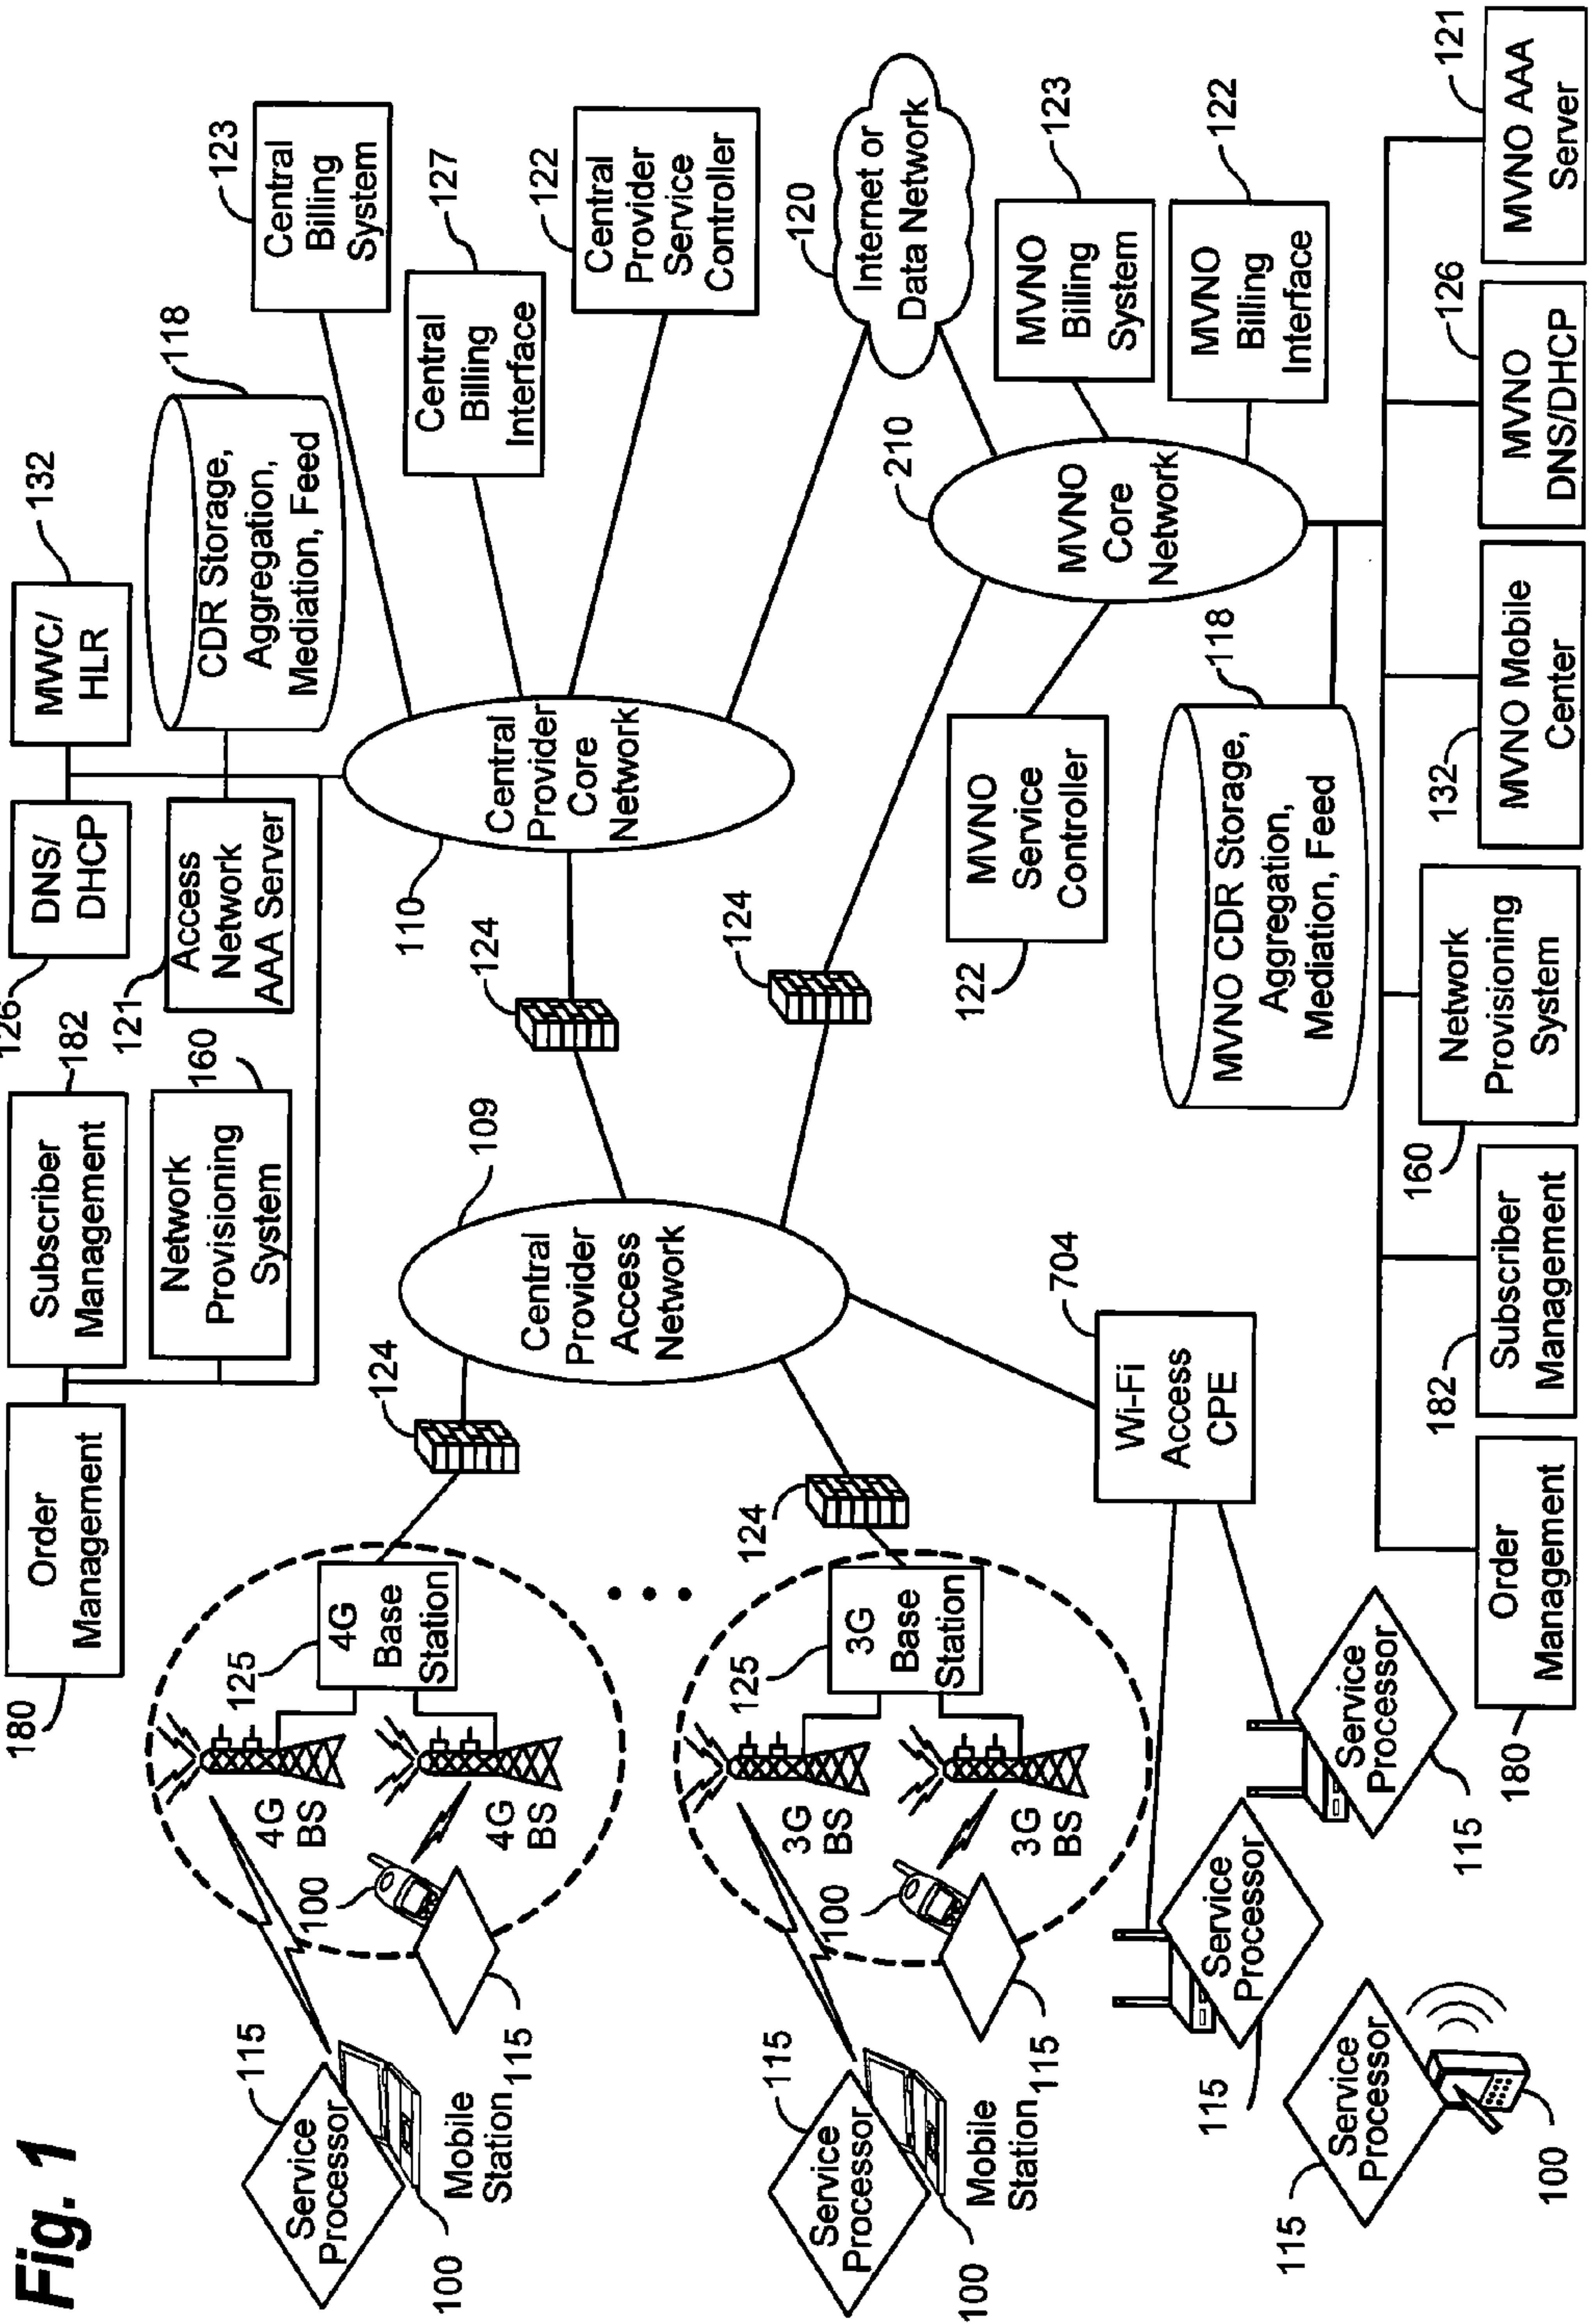 Fig. 1
180
Order
Management
Subscriber
Management
182
126
DNS/
DHCP
MWC/
HLR
132
Network
Provisioning
System
160
121
Access
Network
AAA Server
CDR Storage,
Aggregation,
Mediation, Feed
118
Central
Billing
System
123
Central
Billing
Interface
127
Central
Provider
Service
Controller
122
Internet or
Data Network
120
Central
Provider
Core
Network
110
124
124
Central
Provider
Access
Network
109
124
124
4G
Base
Station
125
4G
BS
4G
BS
100
115
Service
Processor
115
Mobile
Station
100
3G
Base
Station
125
3G
BS
3G
BS
100
115
Service
Processor
115
Mobile
Station
100
Wi-Fi
Access
CPE
704
Service
Processor
115
Service
Processor
115
Service
Processor
115
100
MVNO
Core
Network
210
MVNO
Billing
System
123
MVNO
Billing
Interface
122
MVNO
Service
Controller
122
MVNO CDR Storage,
Aggregation,
Mediation, Feed
118
Order
Management
180
Subscriber
Management
182
Network
Provisioning
System
160
MVNO Mobile
Center
132
MVNO
DNS/DHCP
126
MVNO AAA
Server
121